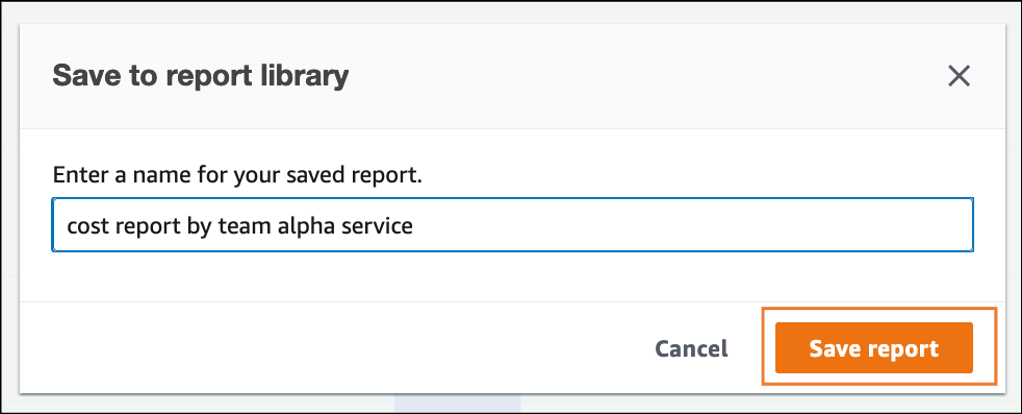 Save to report library
Enter a name for your saved report.
cost report by team alpha service
Cancel
Save report